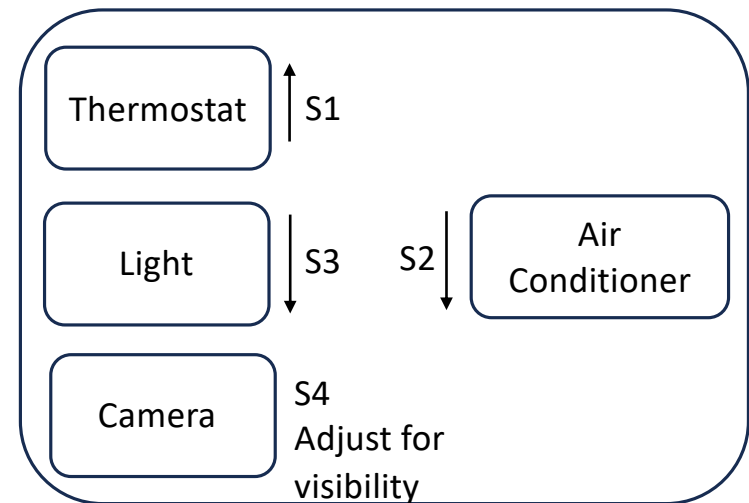 Thermostat
S1
Light
S3
S2
Air
Conditioner
Camera
S4
Adjust for
visibility